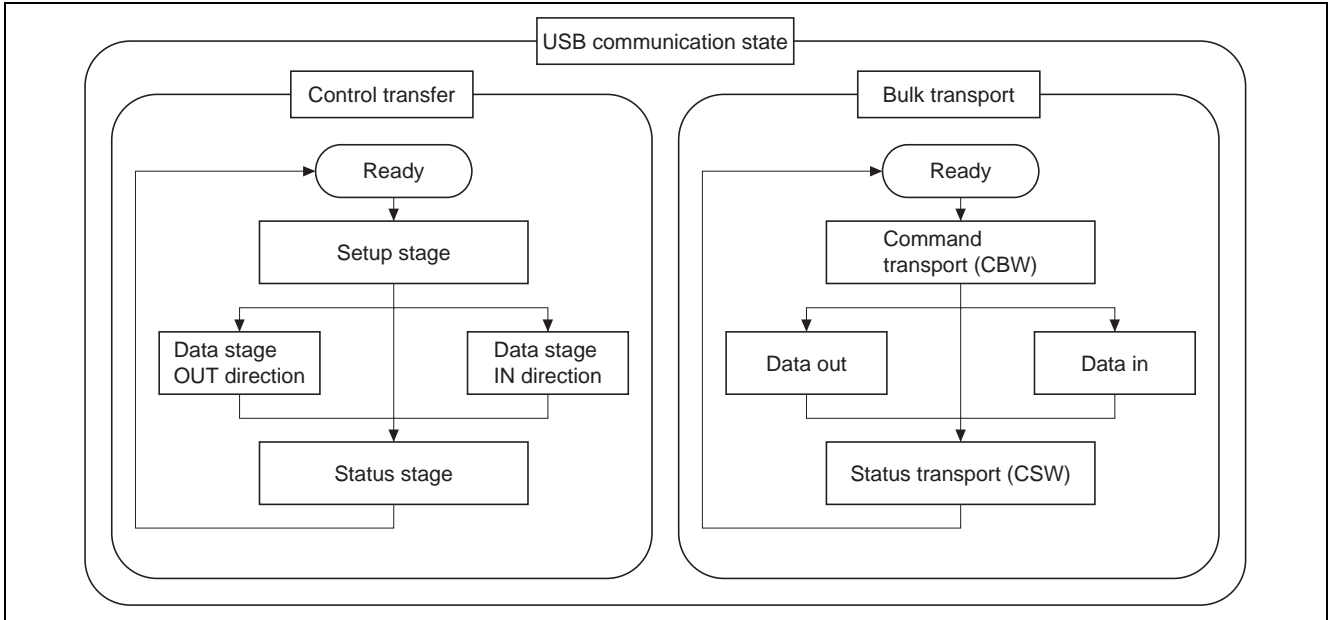 USB communication state
Control transfer
Ready
Setup stage
Data stage
OUT direction
Data stage
IN direction
Status stage
Bulk transport
Ready
Command
transport (CBW)
Data out
Data in
Status transport (CSW)